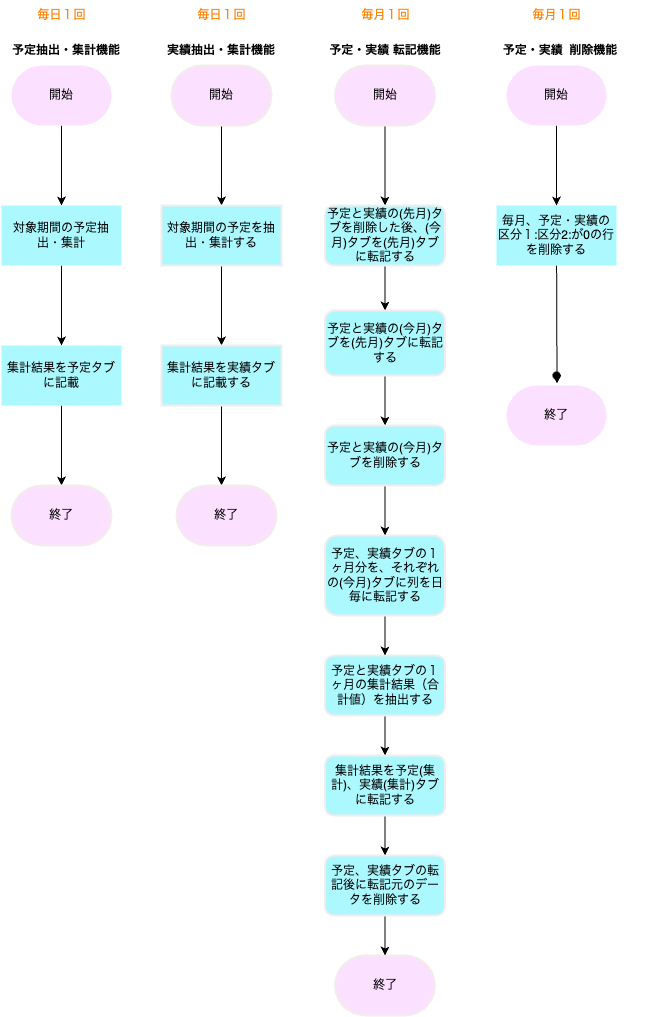 毎日１回
予定抽出・集計機能
開始
対象期間の予定抽
出・集計
集計結果を予定タブ
に記載
終了
毎日１回
実績抽出・集計機能
開始
対象期間の予定を抽
出・集計する
集計結果を実績タブ
に記載する
終了
毎月１回
予定・実績 転記機能
開始
予定と実績の(先月)タ
ブを削除した後、(今
月)タブを(先月)タブ
に転記する
予定と実績の(今月)タ
ブを(先月)タブに転記
する
予定と実績の(今月)タ
ブを削除する
予定、実績タブの１
ヶ月分を、それぞれ
の(今月)タブに列を日
毎に転記する
予定と実績タブの１
ヶ月の集計結果（合
計値）を抽出する
集計結果を予定(集
計)、実績(集計)タブ
に転記する
予定、実績タブの転
記後に転記元のデー
タを削除する
終了
毎月１回
予定・実績 削除機能
開始
毎月、予定・実績の
区分１:区分2:が0の行
を削除する
終了